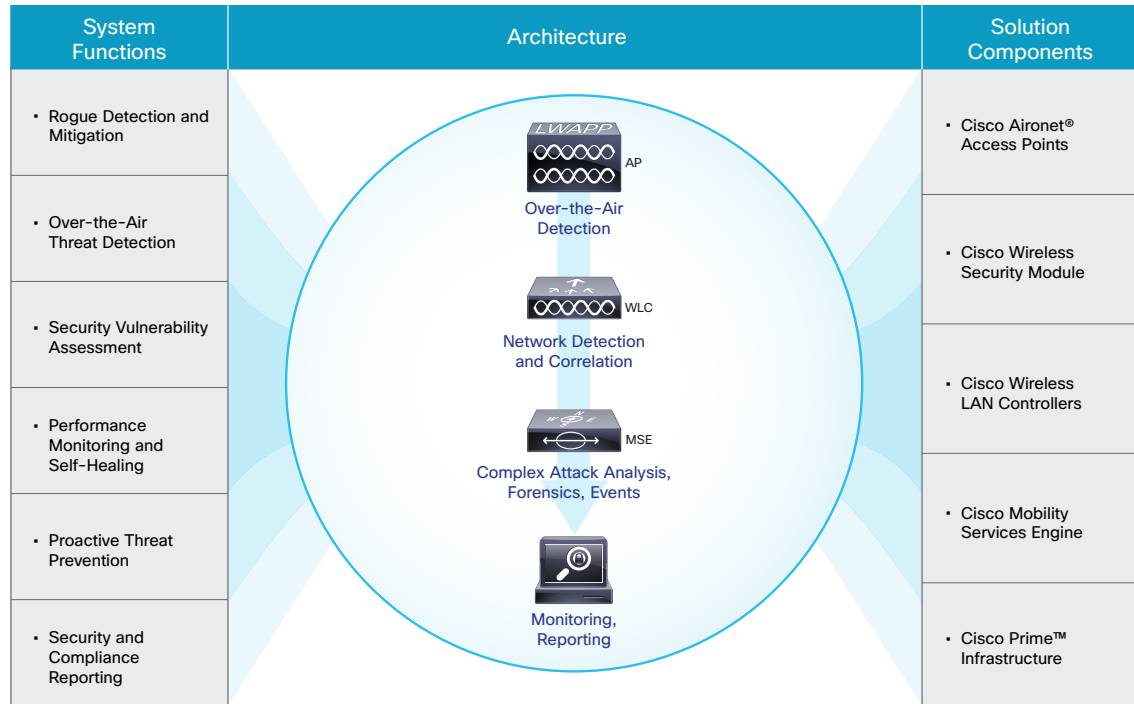 System
Functions
Architecture
Solution
Components
• Rogue Detection and
Mitigation
• Over-the-Air
Threat Detection
• Security Vulnerability
Assessment
• Performance
Monitoring and
Self-Healing
• Proactive Threat
Prevention
• Security and
Compliance
Reporting
LWAPP
AP
Over-the-Air
Detection
WLC
Network Detection
and Correlation
N
W E
S
MSE
Complex Attack Analysis,
Forensics, Events
Monitoring,
Reporting
• Cisco Aironet®
Access Points
• Cisco Wireless
Security Module
• Cisco Wireless
LAN Controllers
• Cisco Mobility
Services Engine
• Cisco Prime™
Infrastructure